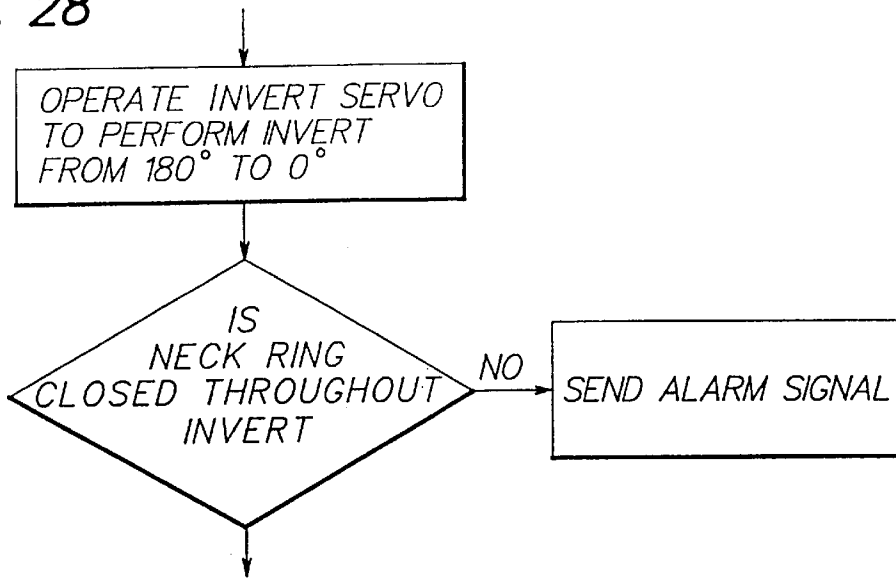 28
OPERATE INVERT SERVO
TO PERFORM INVERT
FROM 180° TO 0°
IS
NECK RING
CLOSED THROUGHOUT
INVERT
NO
SEND ALARM SIGNAL